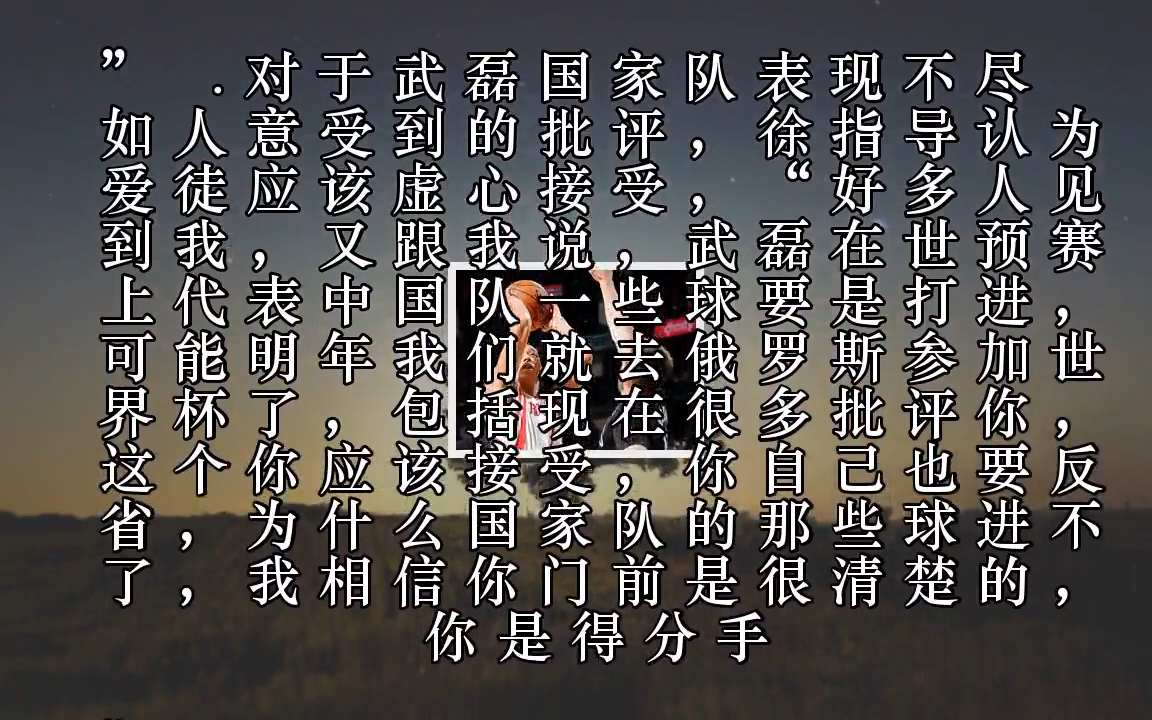 ” .对于武磊国家队表现不尽
如人意受到的批评，徐指导认为
爱徒应该虚心接受，“好多人见
到我，又跟我说，武磊在世预赛
上代表中国队一些球要是打进，
可能明年我们就去俄罗斯参加世
界杯了，包括现在很多批评你，
这个你应该接受，你自己也要反
省，为什么国家队的那些球进不
了，我相信你门前是很清楚的，
你是得分手